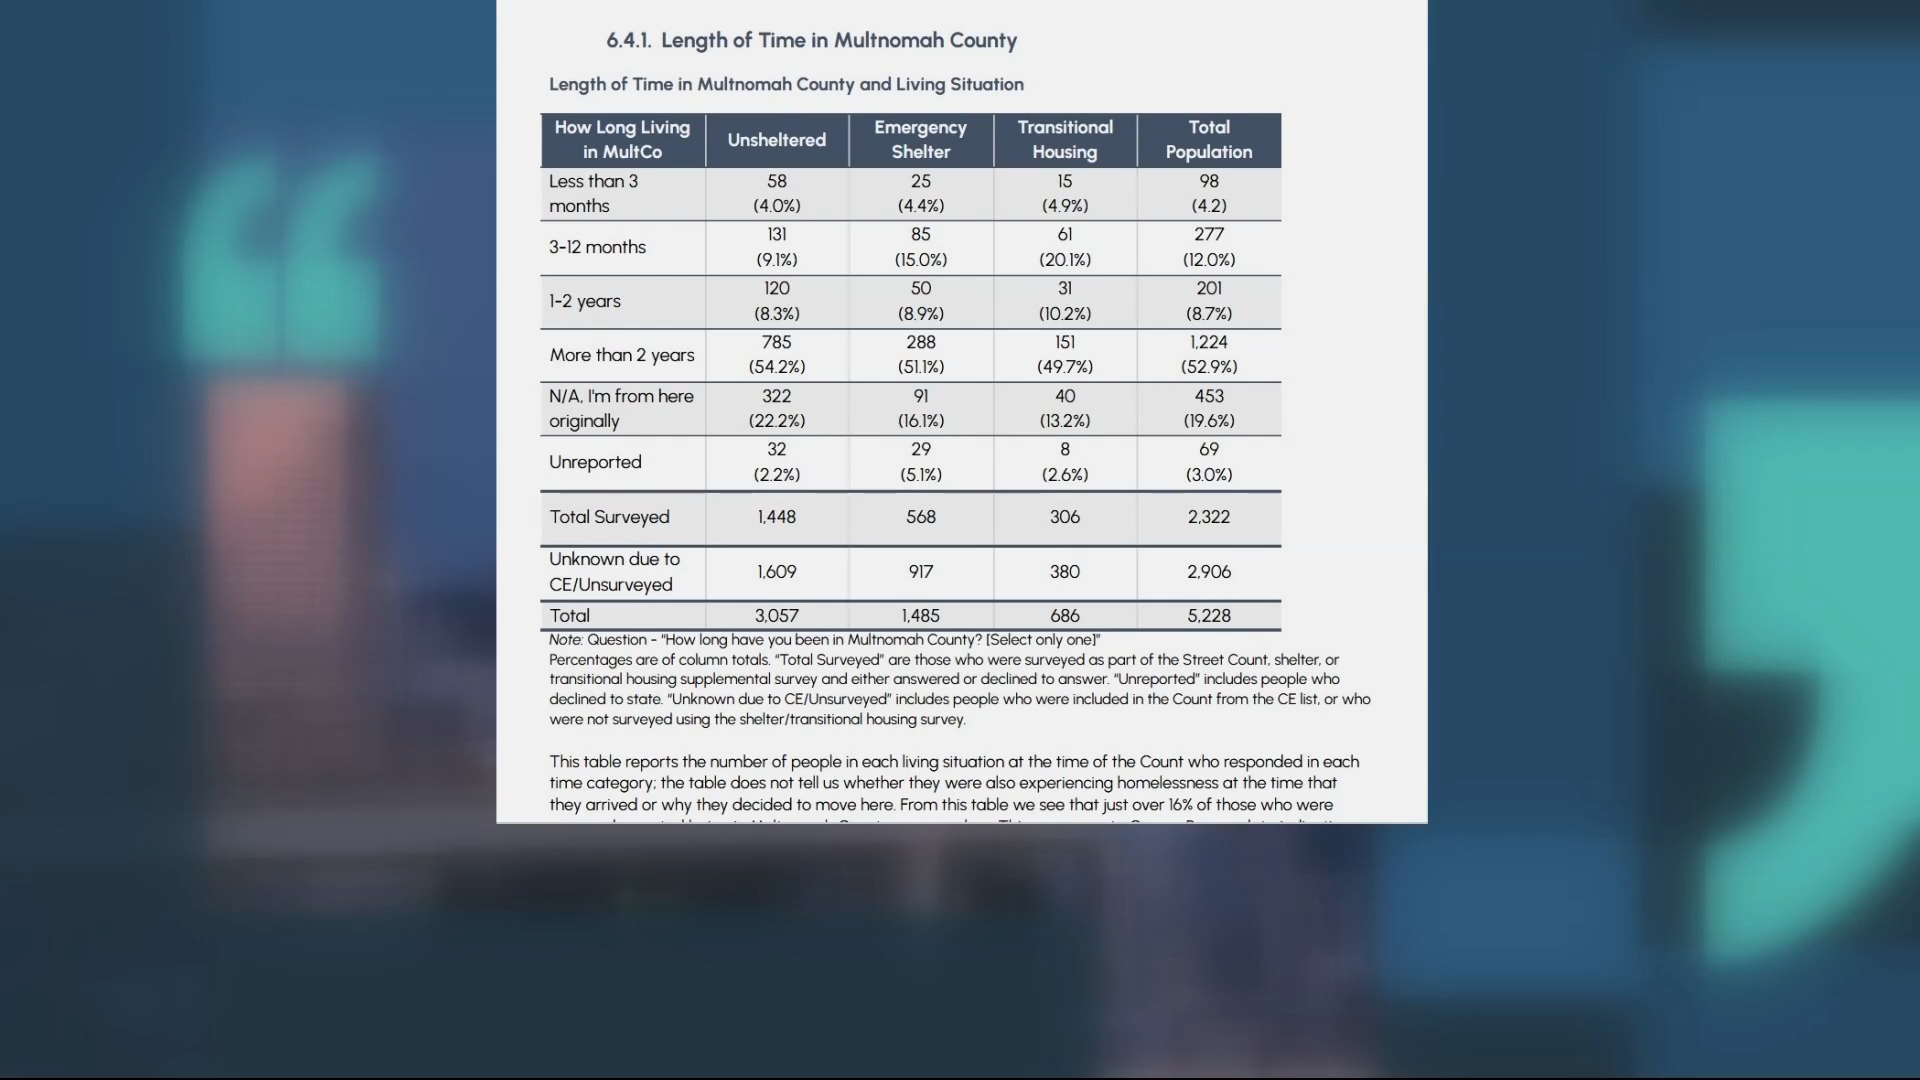 6.4.1. Length of Time in Multnomah County
Length of Time in Multnomah County and Living Situation
How Long Living in MultCo Unsheltered Emergency Shelter Transitional Housing Total Population
Less than 3 months 58 (4.0%) 25 (4.4%) 15 (4.9%) 98 (4.2)
3-12 months 131 (9.1%) 85 (15.0%) 61 (20.1%) 277 (12.0%)
1-2 years 120 (8.3%) 50 (8.9%) 31 (10.2%) 201 (8.7%)
More than 2 years 785 (54.2%) 288 (51.1%) 151 (49.7%) 1,224 (52.9%)
N/A, I'm from here originally 322 (22.2%) 91 (16.1%) 40 (13.2%) 453 (19.6%)
Unreported 32 (2.2%) 29 (5.1%) 8 (2.6%) 69 (3.0%)
Total Surveyed 1,448 568 306 2,322
Unknown due to CE/Unsurveyed 1,609 917 380 2,906
Total 3,057 1,485 686 5,228
Note: Question - "How long have you been in Multnomah County? [Select only one]"
Percentages are of column totals. "Total Surveyed" are those who were surveyed as part of the Street Count, shelter, or
transitional housing supplemental survey and either answered or declined to answer. "Unreported" includes people who
declined to state. "Unknown due to CE/Unsurveyed" includes people who were included in the Count from the CE list, or who
were not surveyed using the shelter/transitional housing survey.
This table reports the number of people in each living situation at the time of the Count who responded in each
time category; the table does not tell us whether they were also experiencing homelessness at the time that
they arrived or why they decided to move here. From this table we see that just over 16% of those who were